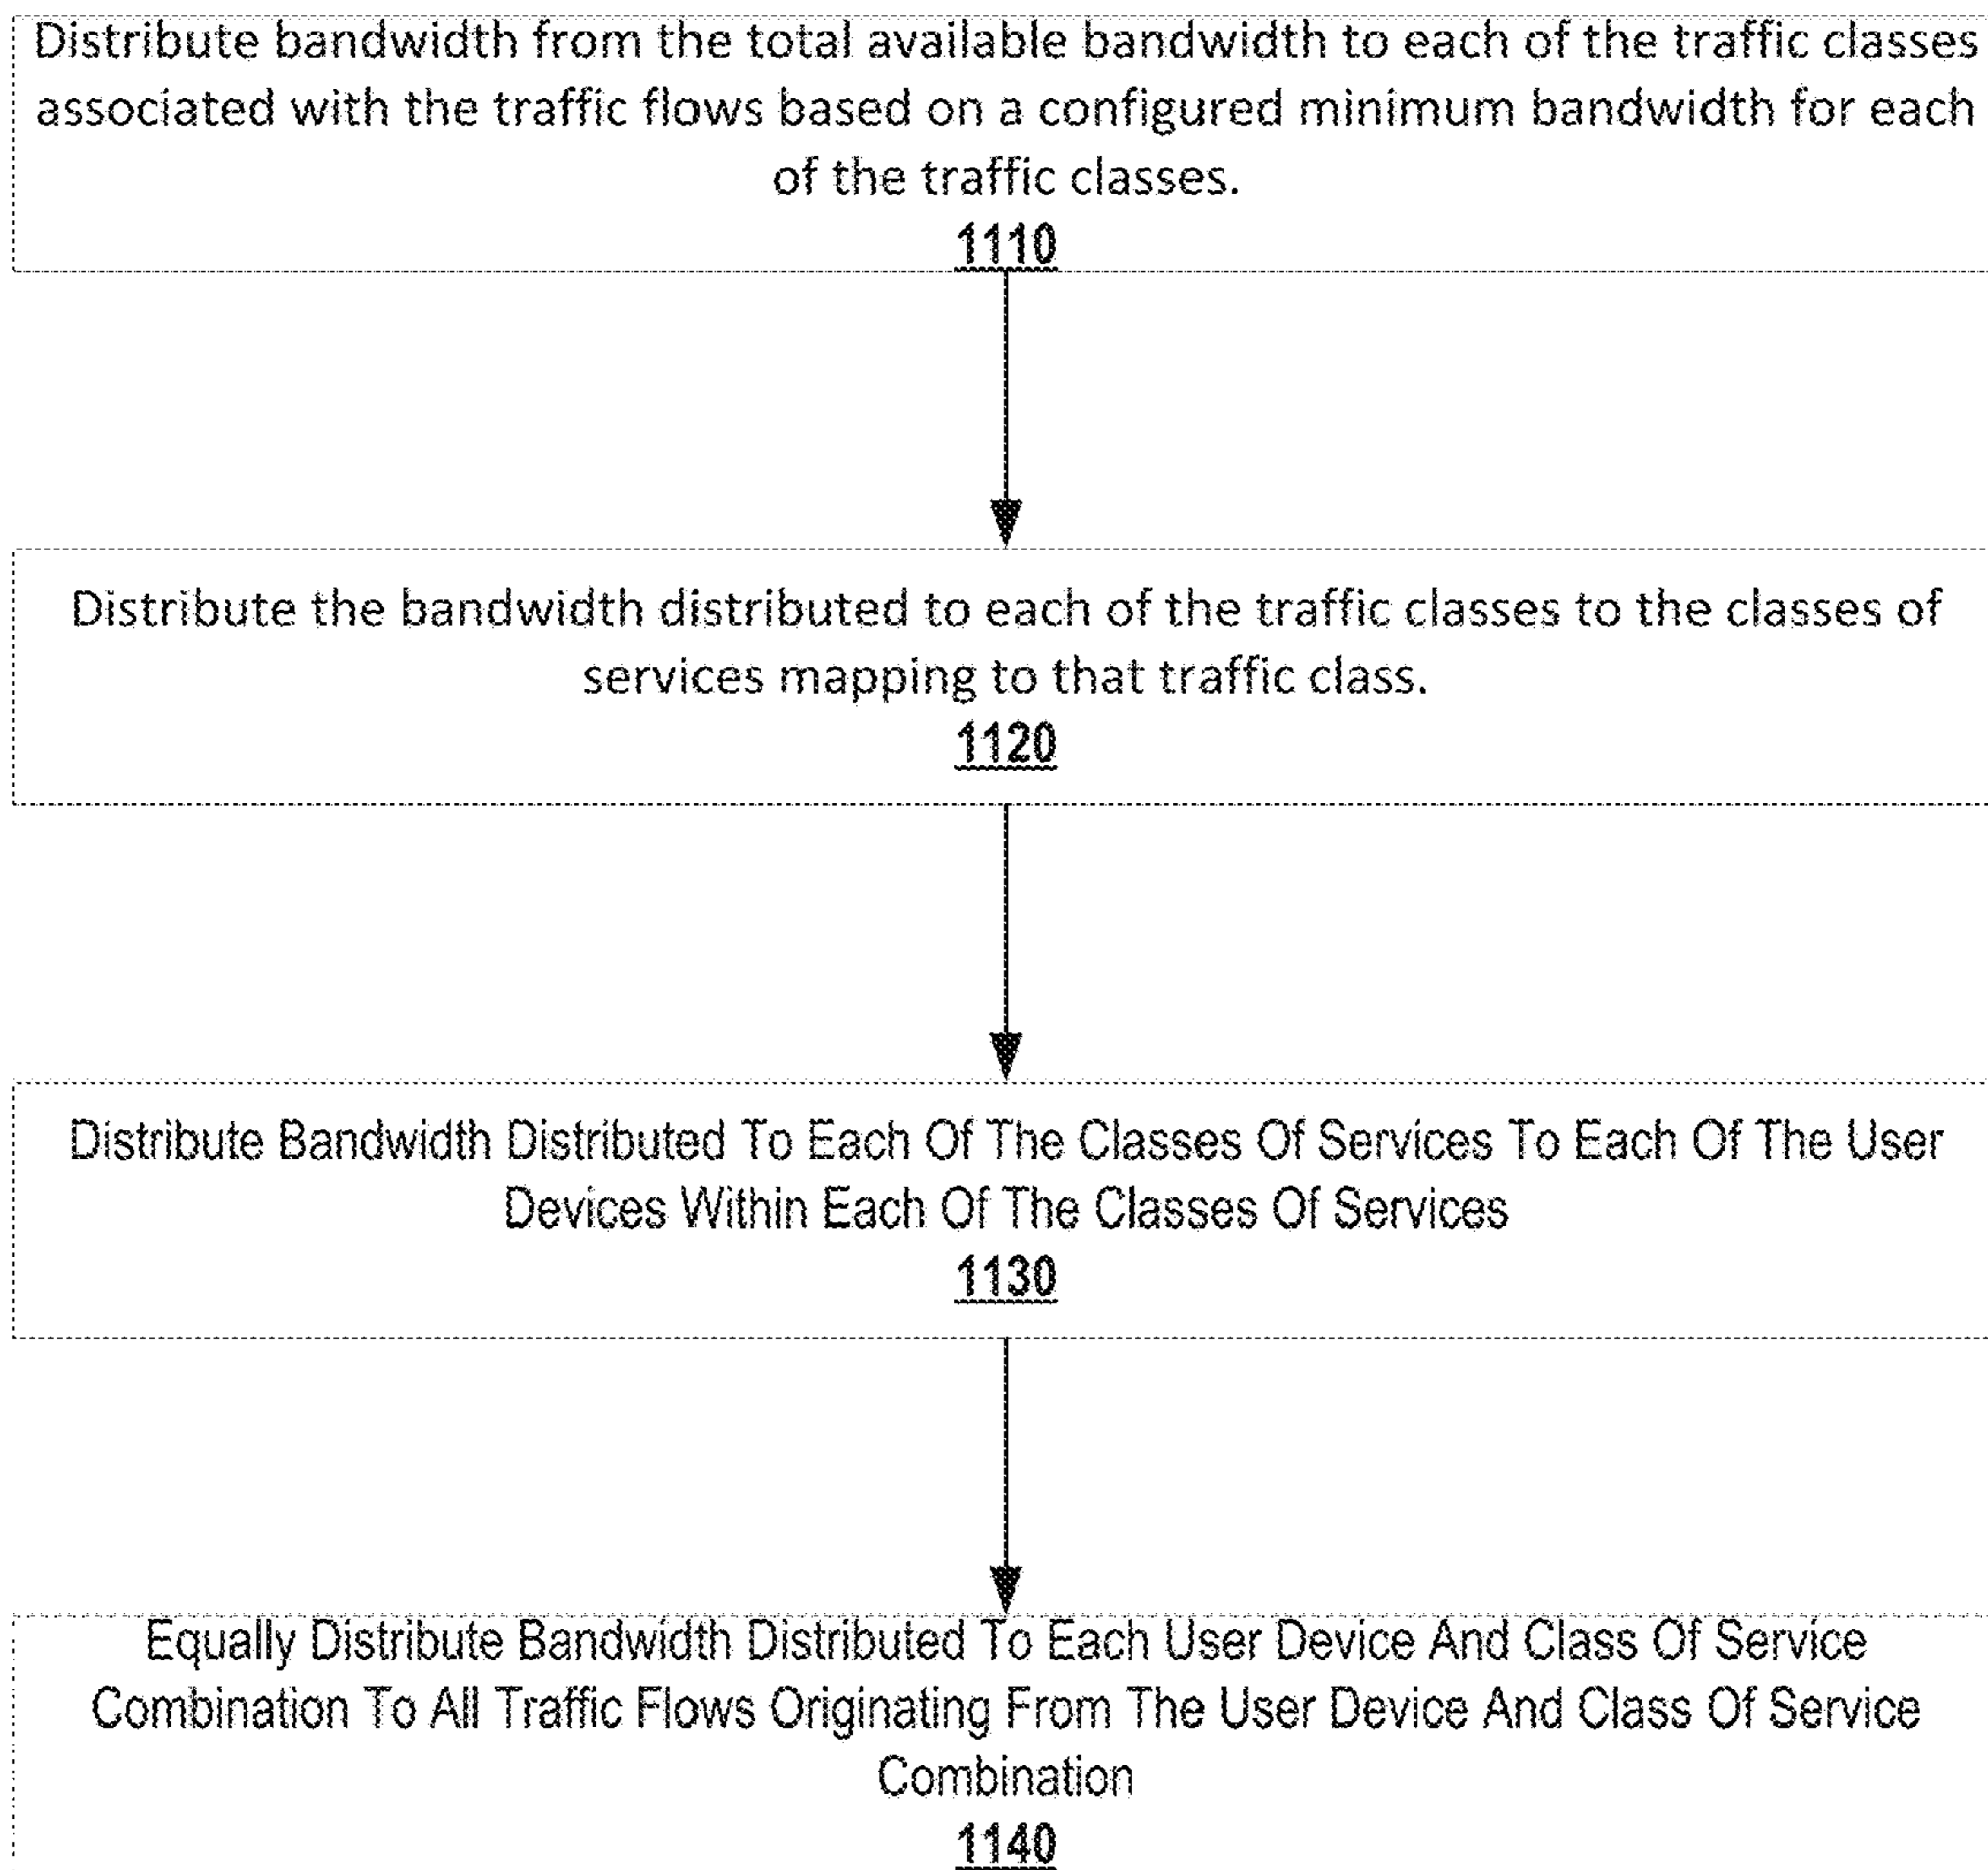 Distribute bandwidth from the total available bandwidth to each of the traffic classes
associated with the traffic flows based on a configured minimum bandwidth for each
of the traffic classes.
1110
Distribute the bandwidth distributed to each of the traffic classes to the classes of
services mapping to that traffic class.
1120
Distribute Bandwidth Distributed To Each Of The Classes Of Services To Each Of The User
Devices Within Each Of The Classes Of Services
1130
Equally Distribute Bandwidth Distributed To Each User Device And Class Of Service
Combination To All Traffic Flows Originating From The User Device And Class Of Service
Combination
1140